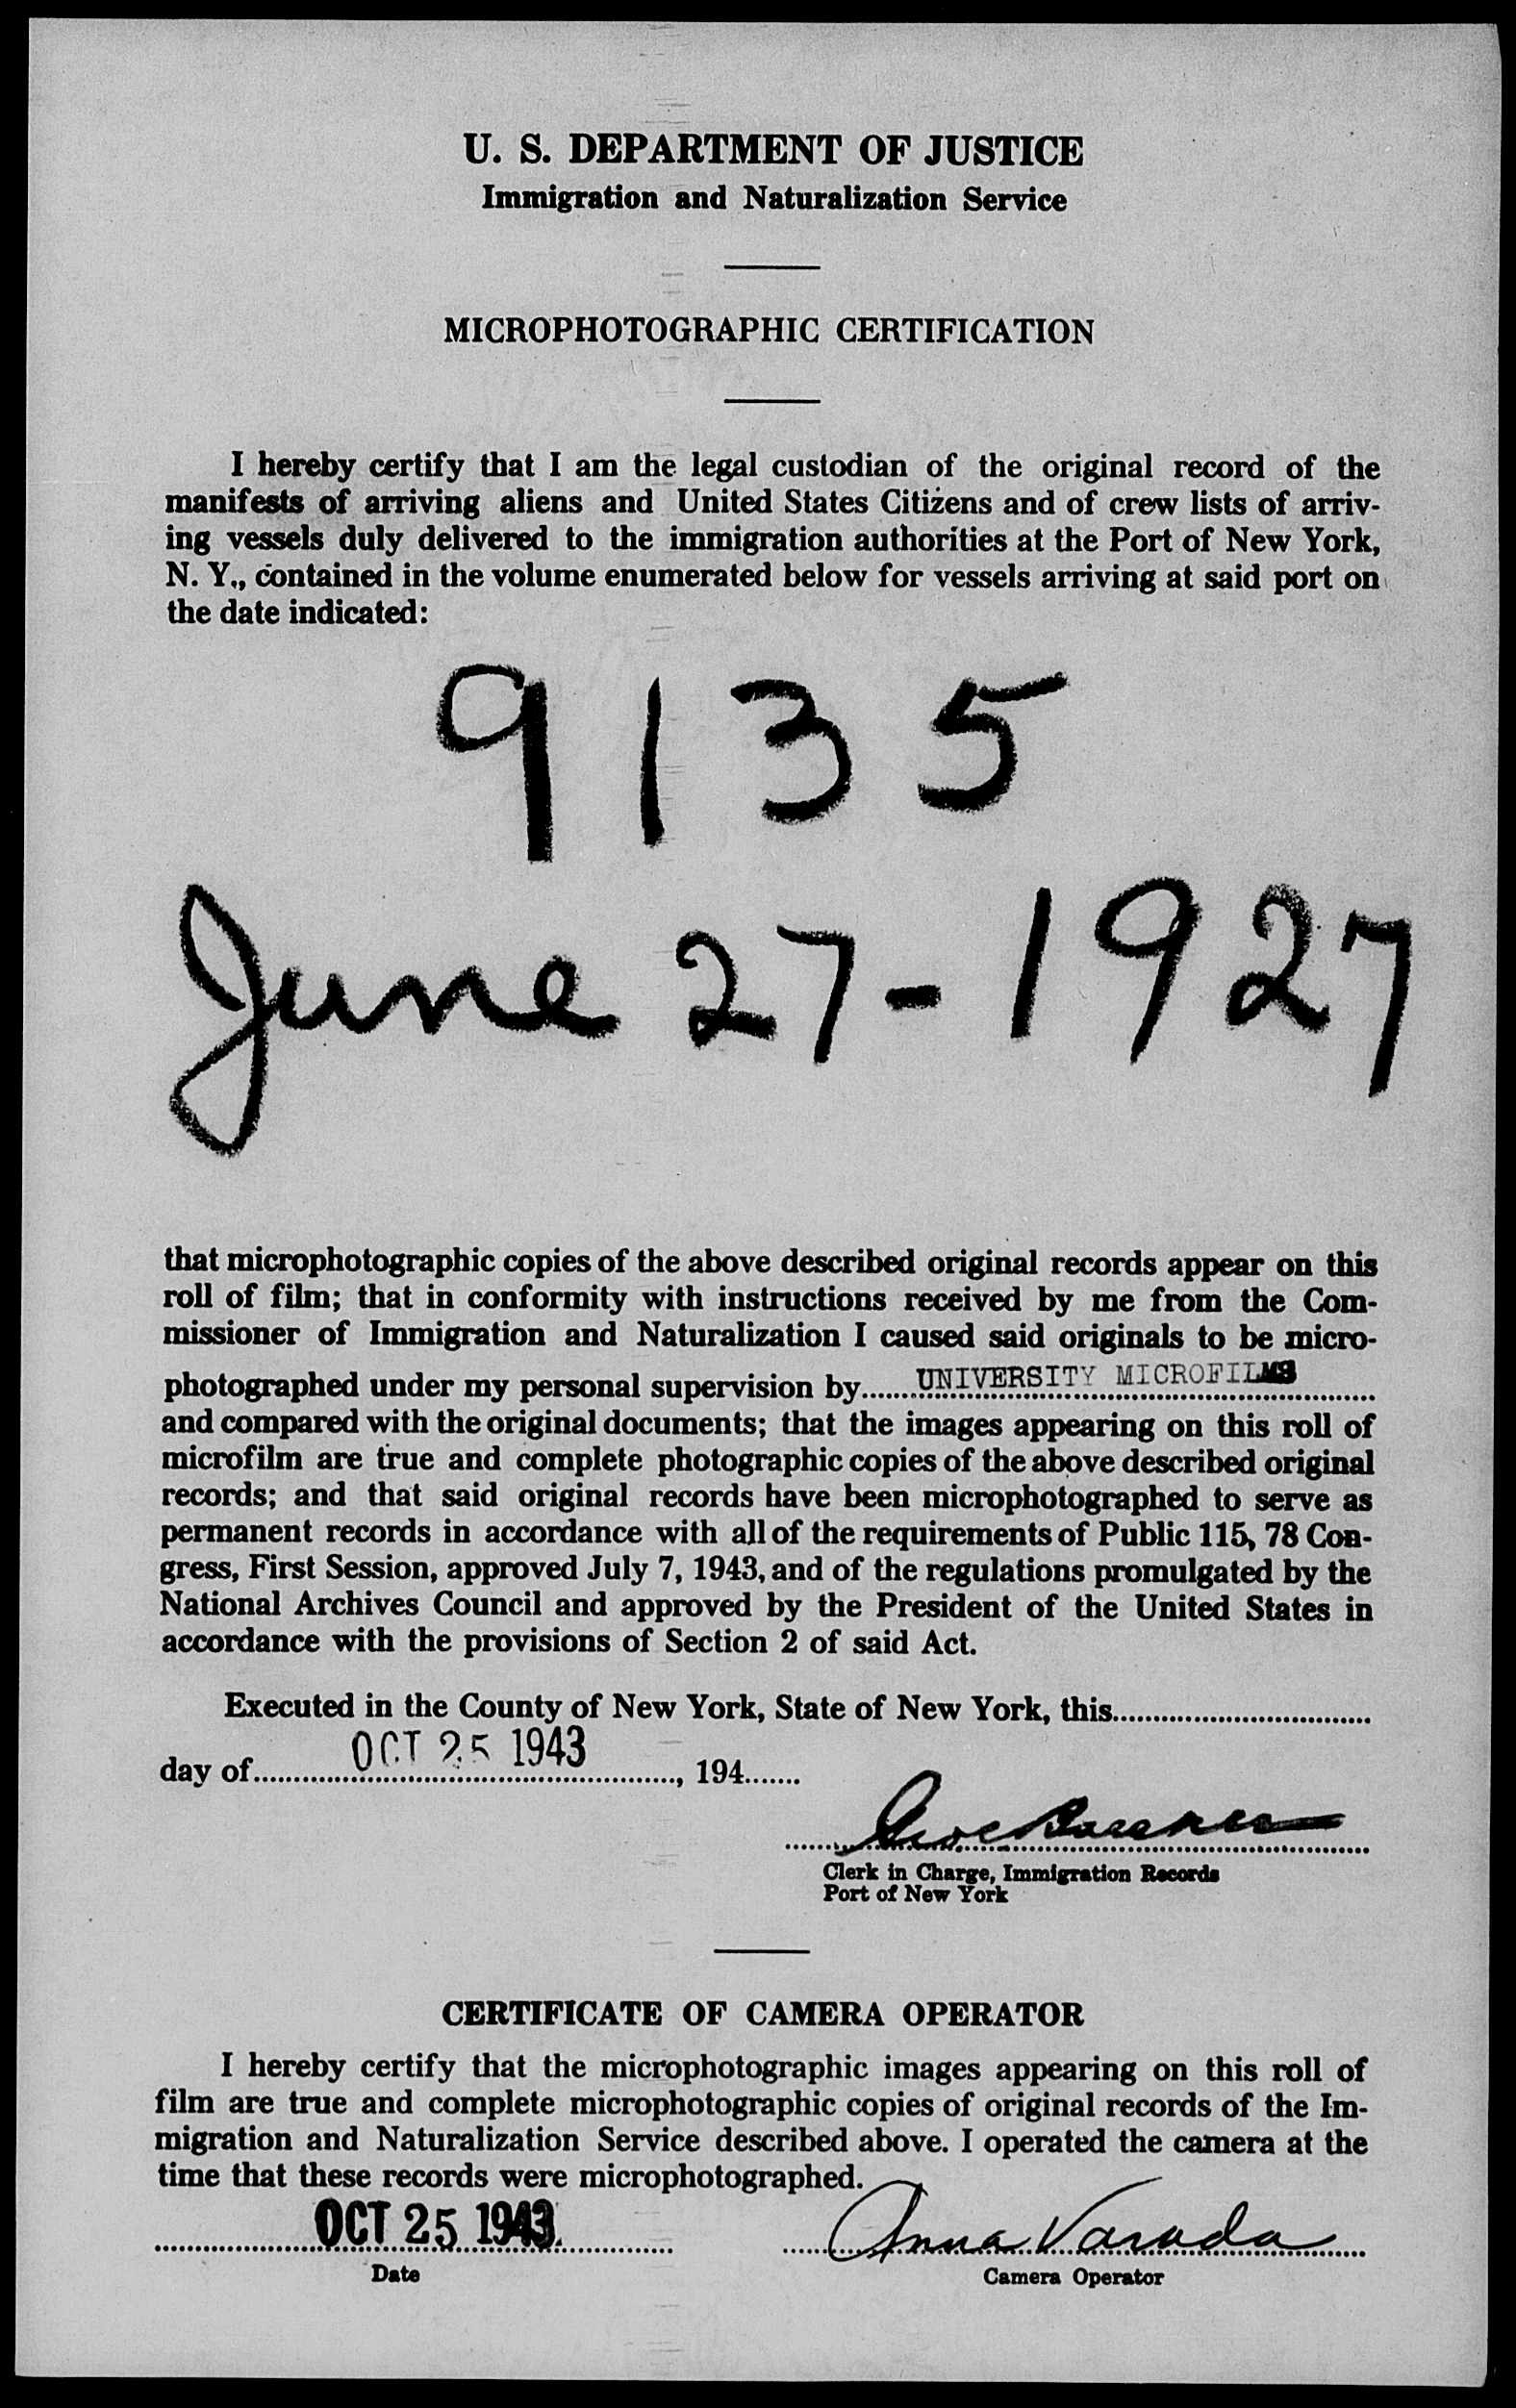 U. S. DEPARTMENT OF JUSTICE
Immigration and Naturalization Service
MICROPHOTOGRAPHIC CERTIFICATION
I hereby certify that I am the legal custodian of the original record of the
manifests of arriving aliens and United States Citizens and of crew lists of arriv-
ing vessels duly delivered to the immigration authorities at the Port of New York,
N. Y., contained in the volume enumerated below for vessels arriving at said port on
the date indicated:
9135
June 27-1927
that microphotographic copies of the above described original records appear on this
roll of film; that in conformity with instructions received by me from the Com-
missioner of Immigration and Naturalization I caused said originals to be micro-
photographed under my personal supervision by........UNIVERSITY MICROFILMS........
and compared with the original documents; that the images appearing on this roll of
microfilm are true and complete photographic copies of the above described original
records; and that said original records have been microphotographed to serve as
permanent records in accordance with all of the requirements of Public 115, 78 Con-
gress, First Session, approved July 7, 1943, and of the regulations promulgated by the
National Archives Council and approved by the President of the United States in
accordance with the provisions of Section 2 of said Act.
Executed in the County of New York, State of New York, this................................
day of........OCT 25 1943........, 194.......
Clerk in Charge, Immigration Records
Port of New York
CERTIFICATE OF CAMERA OPERATOR
I hereby certify that the microphotographic images appearing on this roll of
film are true and complete microphotographic copies of original records of the Im-
migration and Naturalization Service described above. I operated the camera at the
time that these records were microphotographed.
OCT 25 1943. Anna Varada
Date Camera Operator